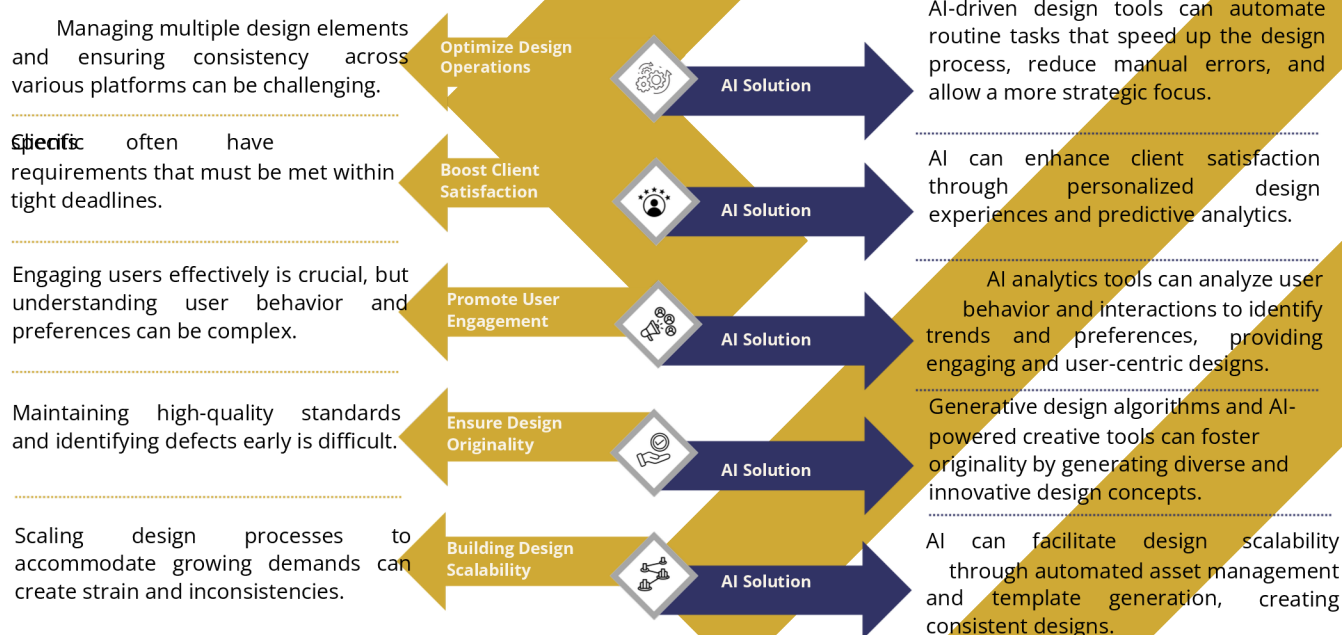 Managing multiple design elements
and ensuring consistency across
various platforms can be challenging.
Optimize Design
Operations
AI Solution
AI-driven design tools can automate
routine tasks that speed up the design
process, reduce manual errors, and
allow a more strategic focus.
Clients often have
specific
requirements that must be met within
tight deadlines.
Boost Client
Satisfaction
AI Solution
AI can enhance client satisfaction
through personalized design
experiences and predictive analytics.
Engaging users effectively is crucial, but
understanding user behavior and
preferences can be complex.
Promote User
Engagement
AI Solution
AI analytics tools can analyze user
behavior and interactions to identify
trends and preferences, providing
engaging and user-centric designs.
Maintaining high-quality standards
and identifying defects early is difficult.
Ensure Design
Originality
AI Solution
Generative design algorithms and AI-
powered creative tools can foster
originality by generating diverse and
innovative design concepts.
Scaling design processes to
accommodate growing demands can
create strain and inconsistencies.
Building Design
Scalability
AI Solution
AI can facilitate design scalability
through automated asset management
and template generation, creating
consistent designs.